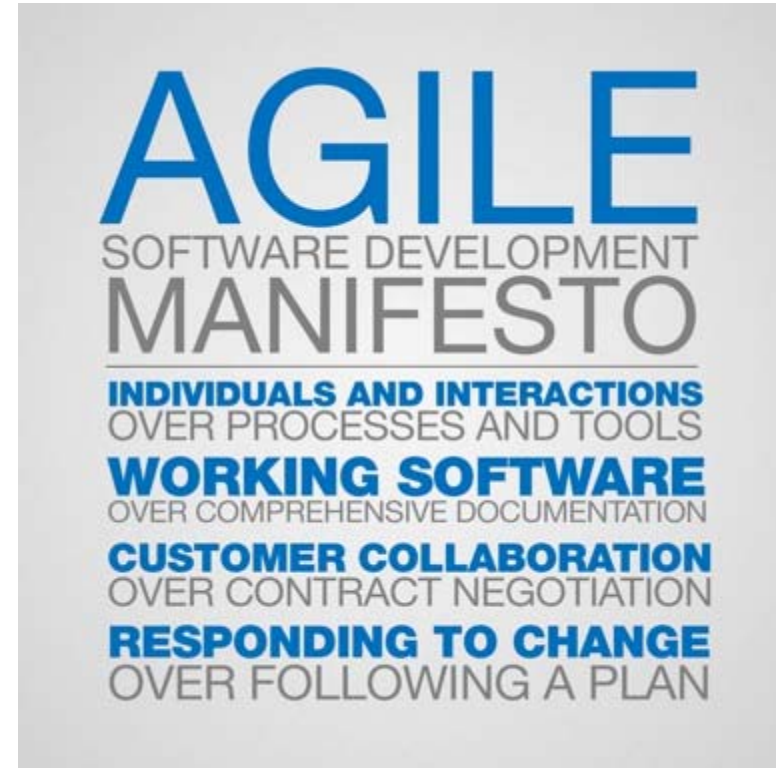 AGILE
SOFTWARE DEVELOPMENT
MANIFESTO
INDIVIDUALS AND INTERACTIONS
OVER PROCESSES AND TOOLS
WORKING SOFTWARE
OVER COMPREHENSIVE DOCUMENTATION
CUSTOMER COLLABORATION
OVER CONTRACT NEGOTIATION
RESPONDING TO CHANGE
OVER FOLLOWING A PLAN